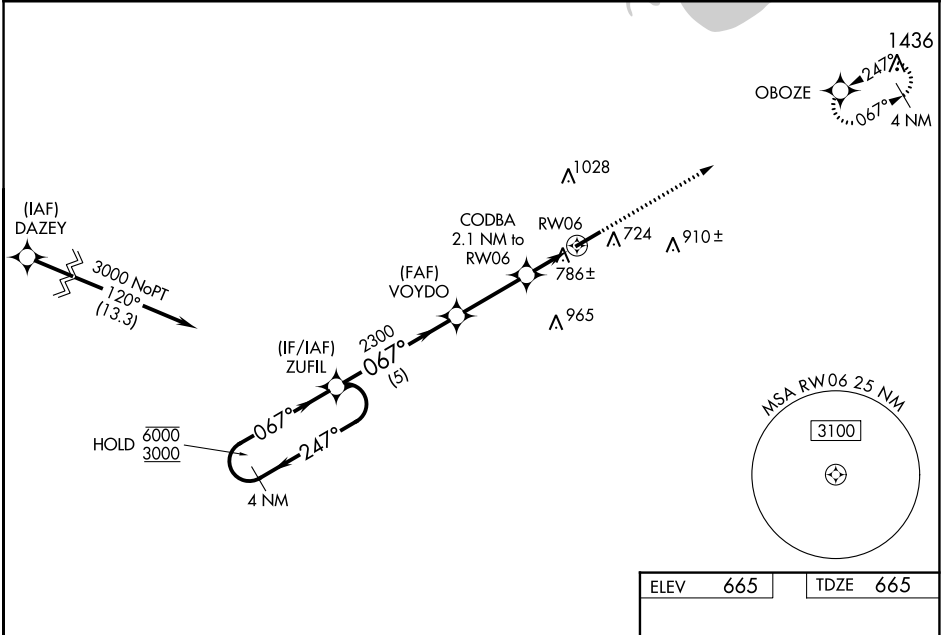 1436
247°
OBOZE
067°
4 NM
1028
(IAF)
DAZEY
CODBA
2.1 NM to
RW06
RW06
724
910±
786±
3000 NoPT
120°
(13.3)
(FAF)
VOYDO
965
2300
067°
(5)
(IF/IAF)
ZUFIL
067°
247°
HOLD
6000
3000
4 NM
MSA RW06 25 NM
3100
ELEV 665
TDZE 665